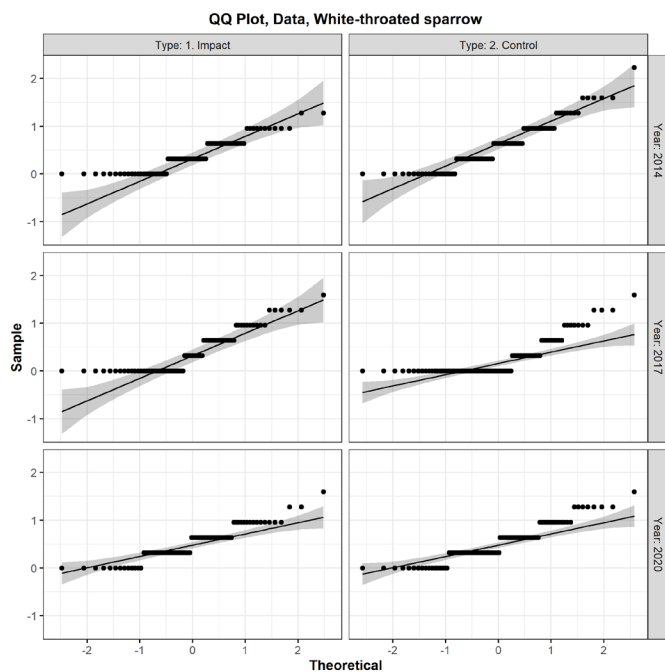 QQ Plot, Data, White-throated sparrow
Type: 1. Impact
Type: 2. Control
2
1
0
-1
Year: 2014
2
1
0
-1
Year: 2017
2
1
0
-1
Year: 2020
Sample
-2 -1 0 1 2
-2 -1 0 1 2
Theoretical